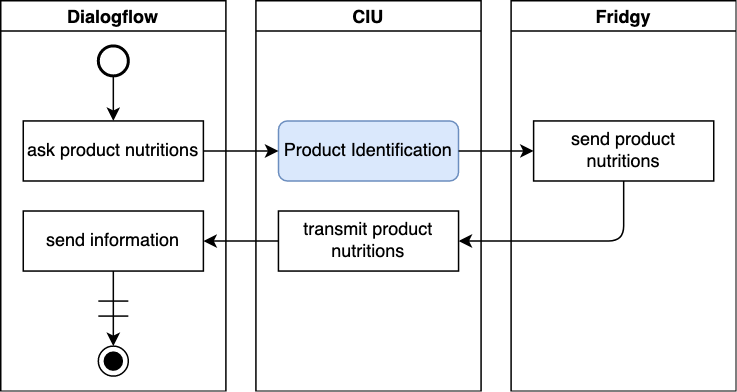 Dialogflow
CIU
Fridgy
ask product nutritions
Product Identification
send product
nutritions
send information
transmit product
nutritions